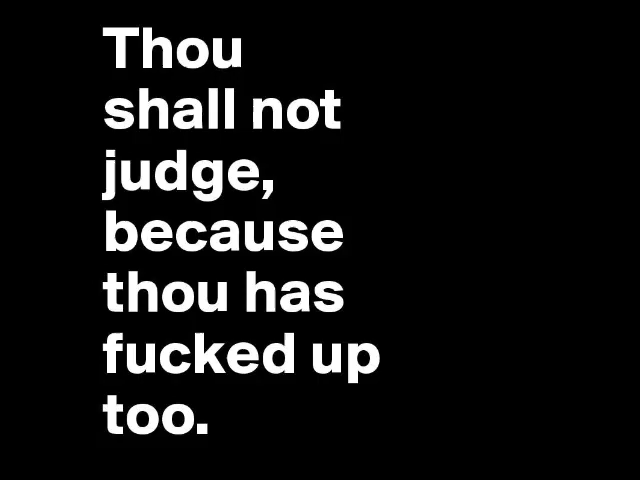 Thou
shall not
judge,
because
thou has
fucked up
too.